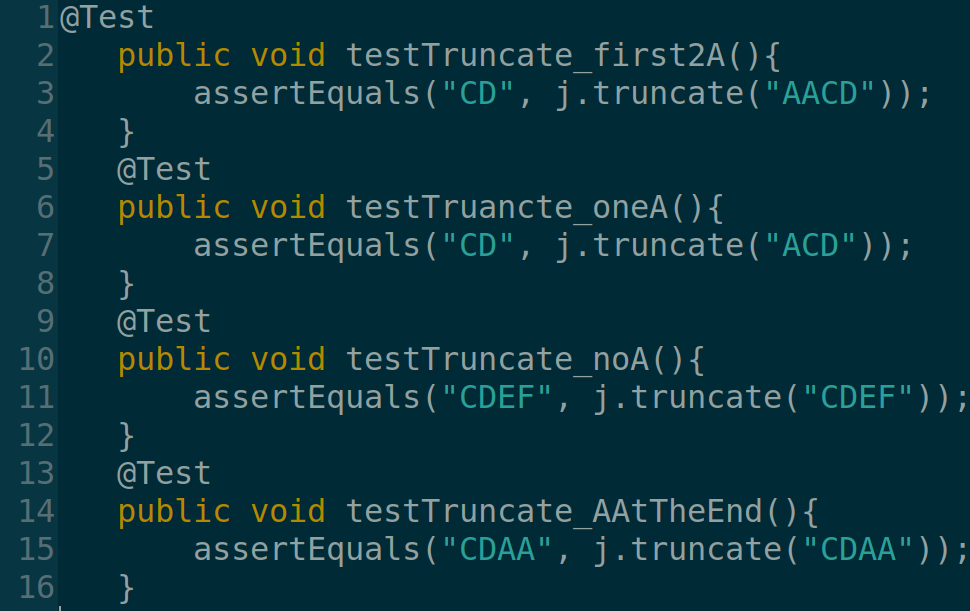 1 @Test
2 public void testTruncate_first2A(){
3 assertEquals("CD", j.truncate("AACD"));
4 }
5 @Test
6 public void testTruancte_oneA(){
7 assertEquals("CD", j.truncate("ACD"));
8 }
9 @Test
10 public void testTruncate_noA(){
11 assertEquals("CDEF", j.truncate("CDEF"));
12 }
13 @Test
14 public void testTruncate_AAtTheEnd(){
15 assertEquals("CDAA", j.truncate("CDAA"));
16 }